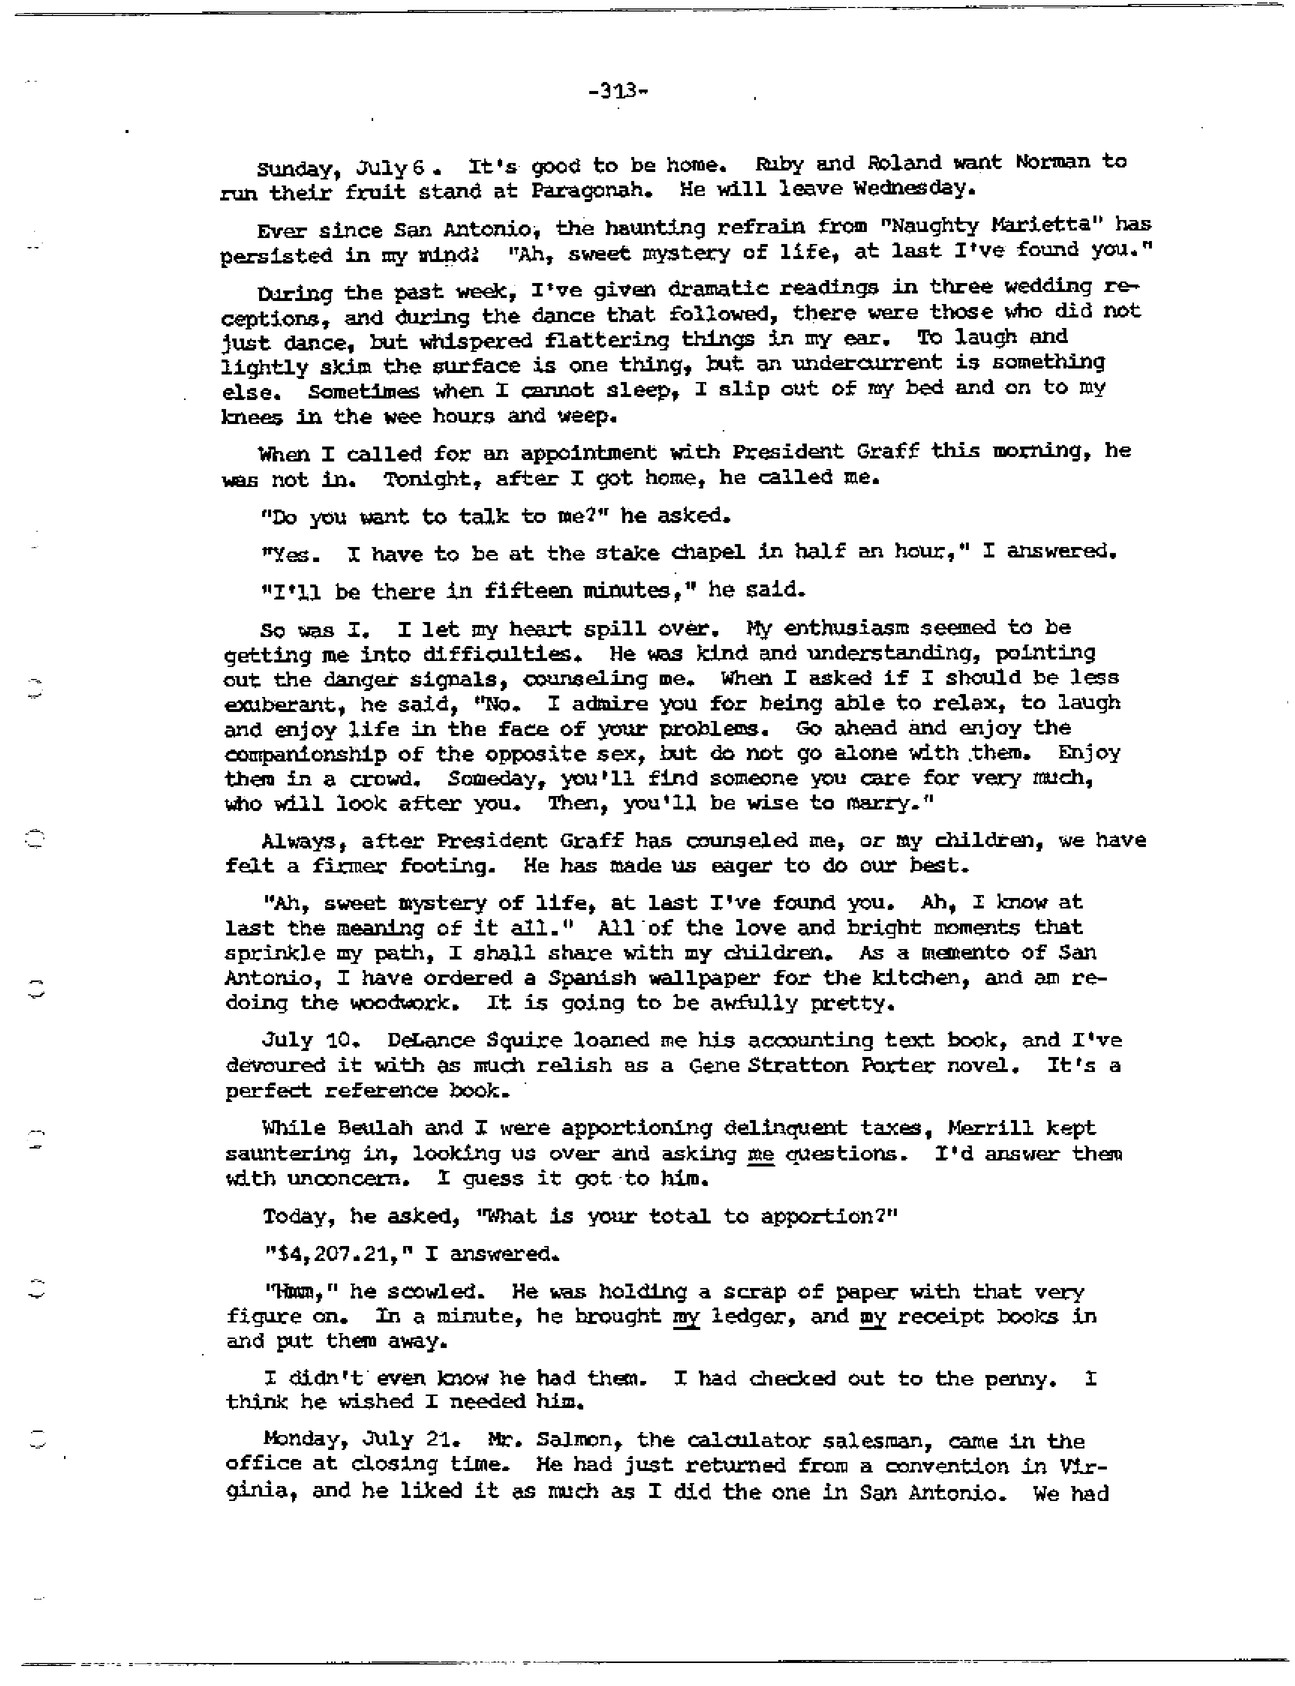 -313-
Sunday, July 6. It's good to be home. Ruby and Roland want Norman to
run their fruit stand at Paragonah. He will leave Wednesday.
Ever since San Antonio, the haunting refrain from "Naughty Marietta" has
persisted in my mind: "Ah, sweet mystery of life, at last I've found you."
During the past week, I've given dramatic readings in three wedding re-
ceptions, and during the dance that followed, there were those who did not
just dance, but whispered flattering things in my ear. To laugh and
lightly skim the surface is one thing, but an undercurrent is something
else. Sometimes when I cannot sleep, I slip out of my bed and on to my
knees in the wee hours and weep.
When I called for an appointment with President Graff this morning, he
was not in. Tonight, after I got home, he called me.
"Do you want to talk to me?" he asked.
"Yes. I have to be at the stake chapel in half an hour," I answered.
"I'll be there in fifteen minutes," he said.
So was I. I let my heart spill over. My enthusiasm seemed to be
getting me into difficulties. He was kind and understanding, pointing
out the danger signals, counseling me. When I asked if I should be less
exuberant, he said, "No. I admire you for being able to relax, to laugh
and enjoy life in the face of your problems. Go ahead and enjoy the
companionship of the opposite sex, but do not go alone with them. Enjoy
them in a crowd. Someday, you'll find someone you care for very much,
who will look after you. Then, you'll be wise to marry."
Always, after President Graff has counseled me, or my children, we have
felt a firmer footing. He has made us eager to do our best.
"Ah, sweet mystery of life, at last I've found you. Ah, I know at
last the meaning of it all." All of the love and bright moments that
sprinkle my path, I shall share with my children. As a memento of San
Antonio, I have ordered a Spanish wallpaper for the kitchen, and am re-
doing the woodwork. It is going to be awfully pretty.
July 10. DeLance Squire loaned me his accounting text book, and I've
devoured it with as much relish as a Gene Stratton Porter novel. It's a
perfect reference book.
While Beulah and I were apportioning delinquent taxes, Merrill kept
sauntering in, looking us over and asking me questions. I'd answer them
with unconcern. I guess it got to him.
Today, he asked, "What is your total to apportion?"
"$4,207.21," I answered.
"Hmm," he scowled. He was holding a scrap of paper with that very
figure on. In a minute, he brought my ledger, and my receipt books in
and put them away.
I didn't even know he had them. I had checked out to the penny. I
think he wished I needed him.
Monday, July 21. Mr. Salmon, the calculator salesman, came in the
office at closing time. He had just returned from a convention in Vir-
ginia, and he liked it as much as I did the one in San Antonio. We had